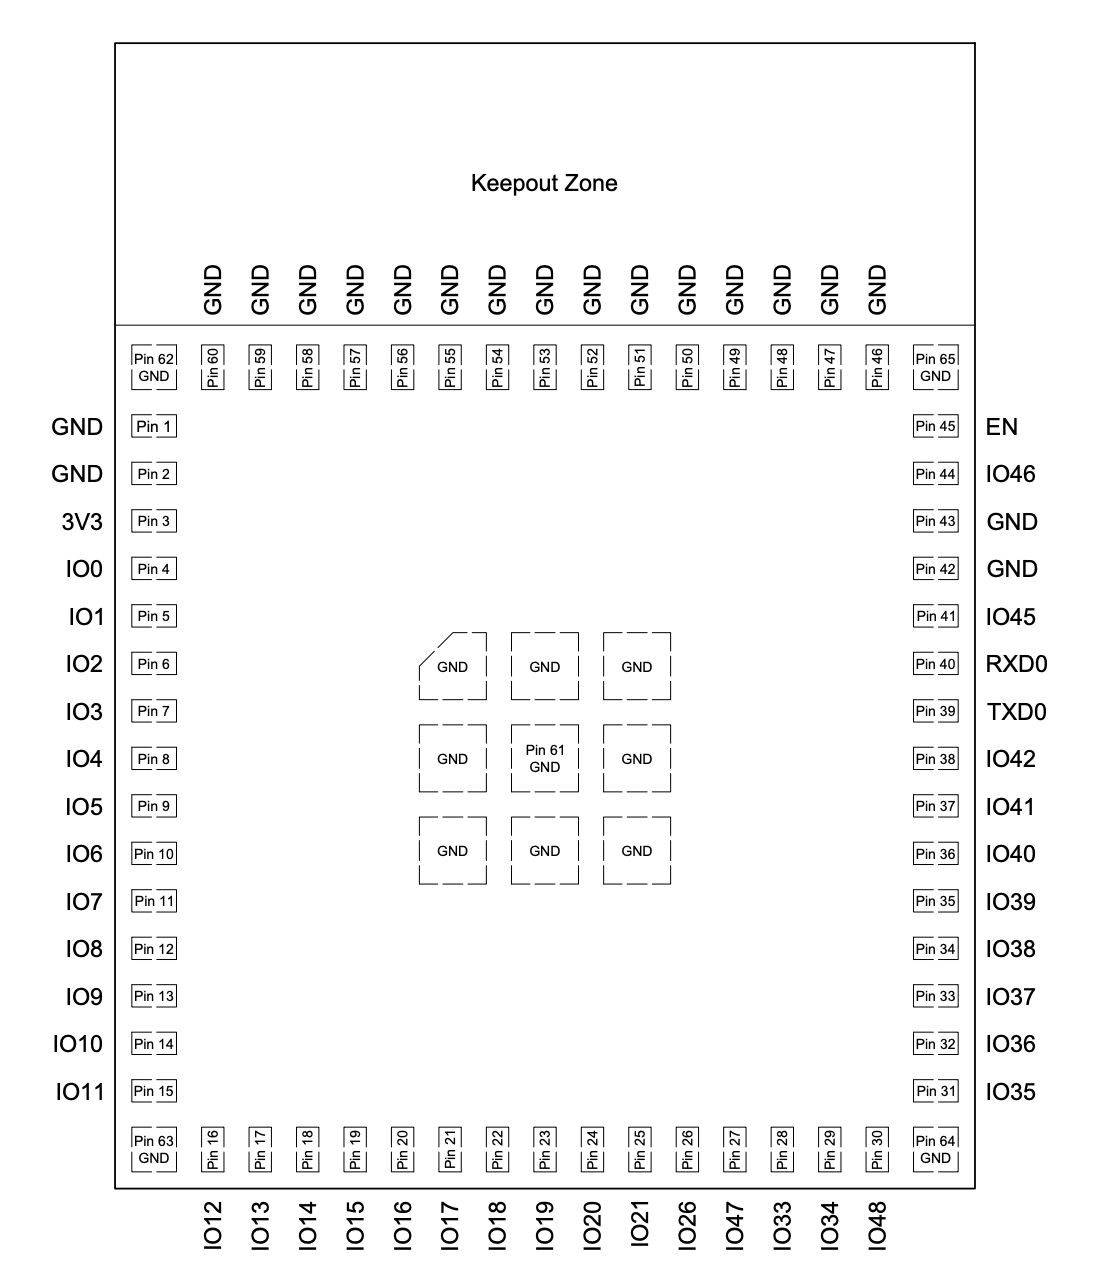 Keepout Zone
GND GND GND GND GND GND GND GND GND GND GND GND GND GND GND
Pin 62
GND
Pin 60 Pin 59 Pin 58 Pin 57 Pin 56 Pin 55 Pin 54 Pin 53 Pin 52 Pin 51 Pin 50 Pin 49 Pin 48 Pin 47 Pin 46
Pin 65
GND
GND Pin 1 Pin 45 EN
GND Pin 2 Pin 44 IO46
3V3 Pin 3 Pin 43 GND
IO0 Pin 4 Pin 42 GND
IO1 Pin 5 Pin 41 IO45
IO2 Pin 6 GND GND GND Pin 40 RXD0
IO3 Pin 7 Pin 39 TXD0
IO4 Pin 8 GND Pin 61 GND GND Pin 38 IO42
IO5 Pin 9 Pin 37 IO41
IO6 Pin 10 GND GND GND Pin 36 IO40
IO7 Pin 11 Pin 35 IO39
IO8 Pin 12 Pin 34 IO38
IO9 Pin 13 Pin 33 IO37
IO10 Pin 14 Pin 32 IO36
IO11 Pin 15 Pin 31 IO35
Pin 63
GND
Pin 16 Pin 17 Pin 18 Pin 19 Pin 20 Pin 21 Pin 22 Pin 23 Pin 24 Pin 25 Pin 26 Pin 27 Pin 28 Pin 29 Pin 30
Pin 64
GND
IO12 IO13 IO14 IO15 IO16 IO17 IO18 IO19 IO20 IO21 IO26 IO47 IO33 IO34 IO48